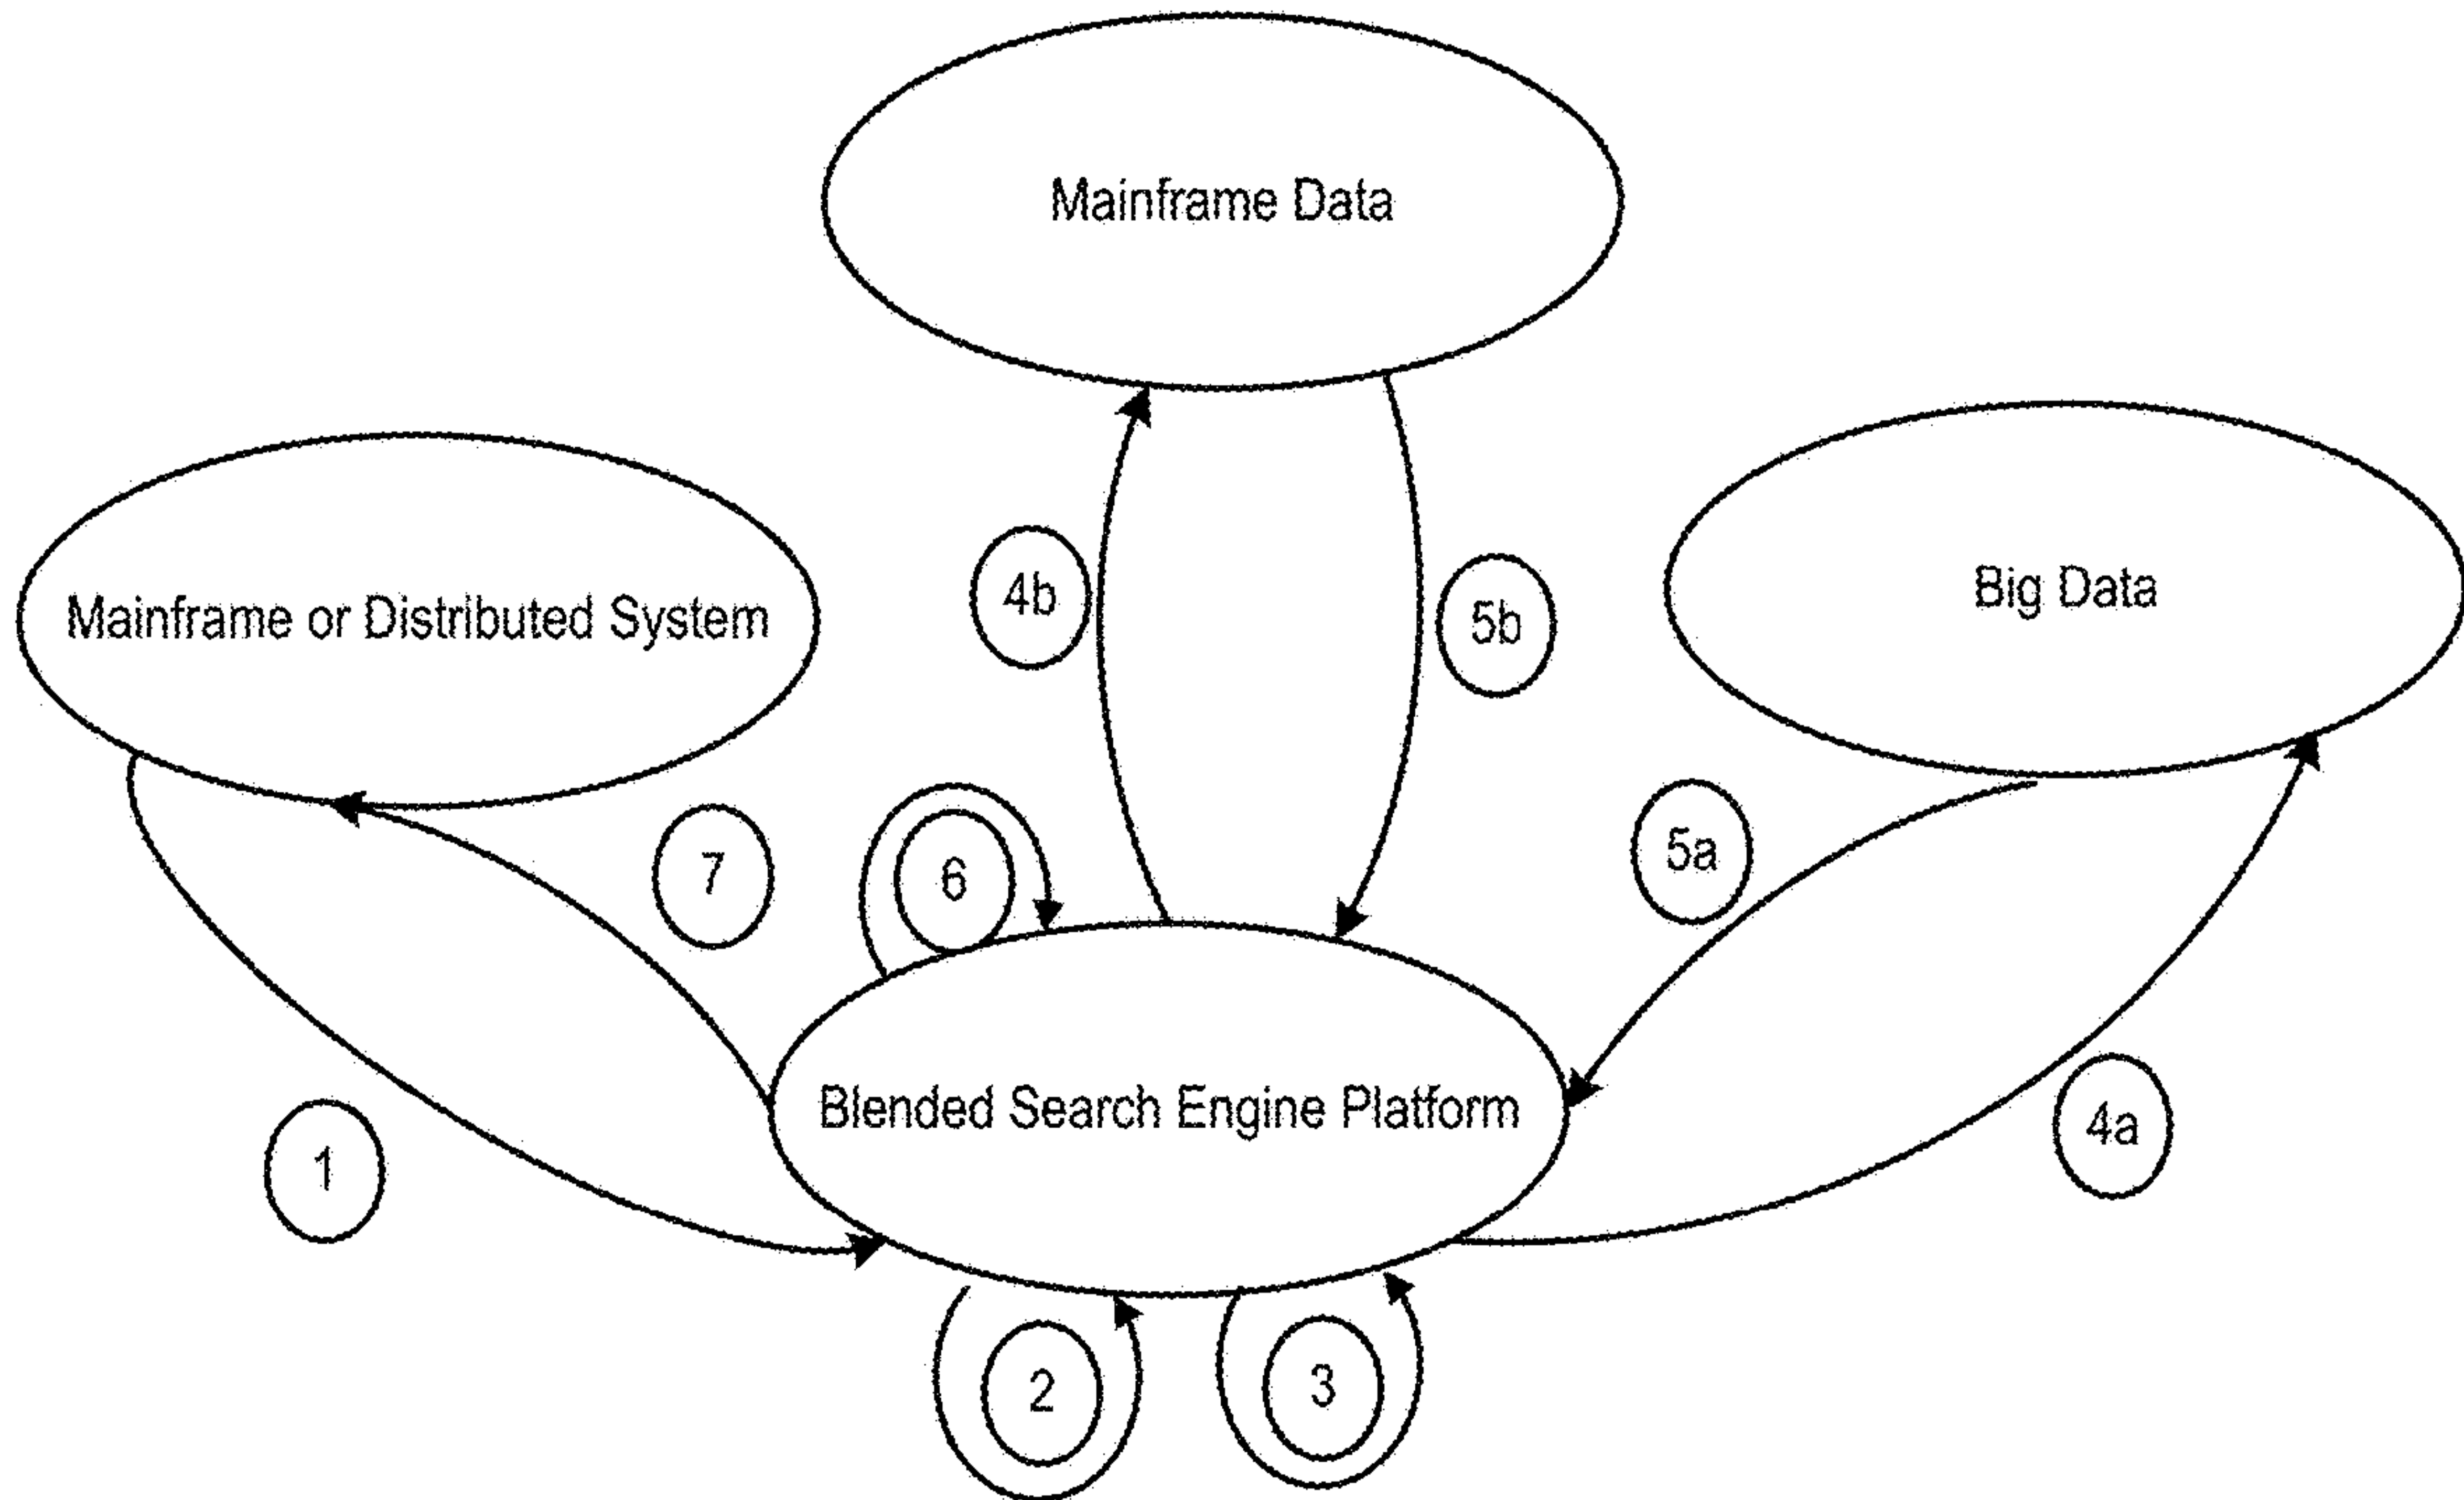 Mainframe Data
Mainframe or Distributed System
Big Data
4b
5b
7
6
5a
Blended Search Engine Platform
1
4a
2
3